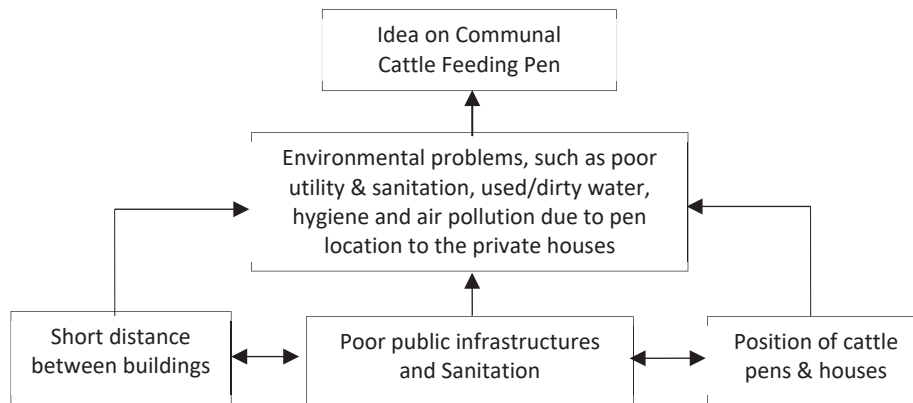 Idea on Communal
Cattle Feeding Pen
Environmental problems, such as poor
utility & sanitation, used/dirty water,
hygiene and air pollution due to pen
location to the private houses
Short distance
between buildings
Poor public infrastructures
and Sanitation
Position of cattle
pens & houses